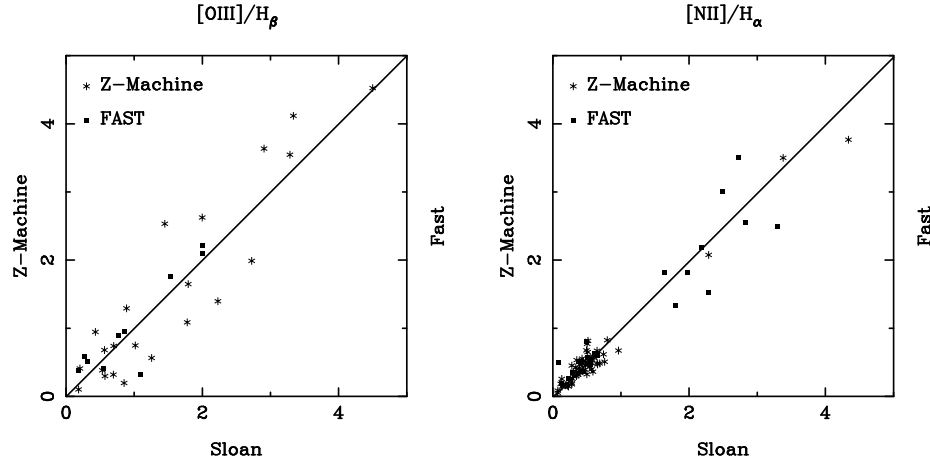 [OIII]/Hβ
Z-Machine
FAST
4
2
0
Z-Machine
Fast
0 2 4
Sloan
[NII]/Hα
Z-Machine
FAST
4
2
0
Z-Machine
Fast
0 2 4
Sloan